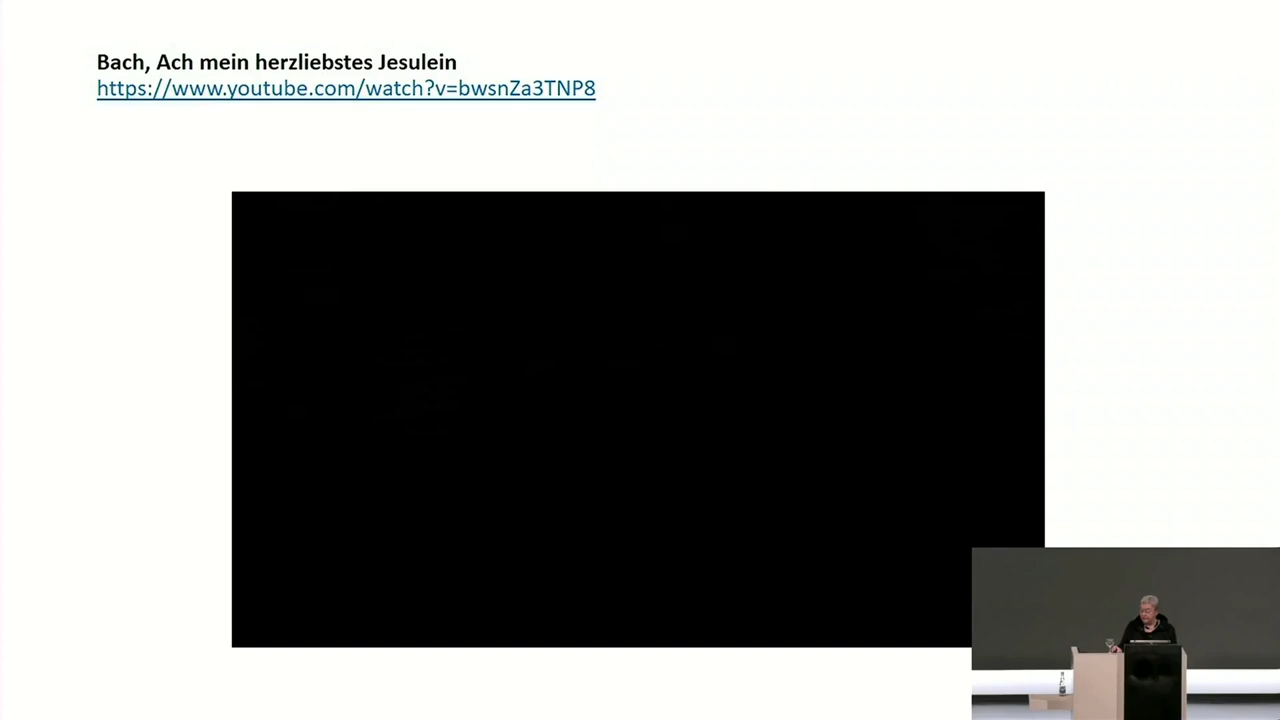 Bach, Ach mein herzliebstes Jesulein
https://www.youtube.com/watch?v=bwsnZa3TNP8